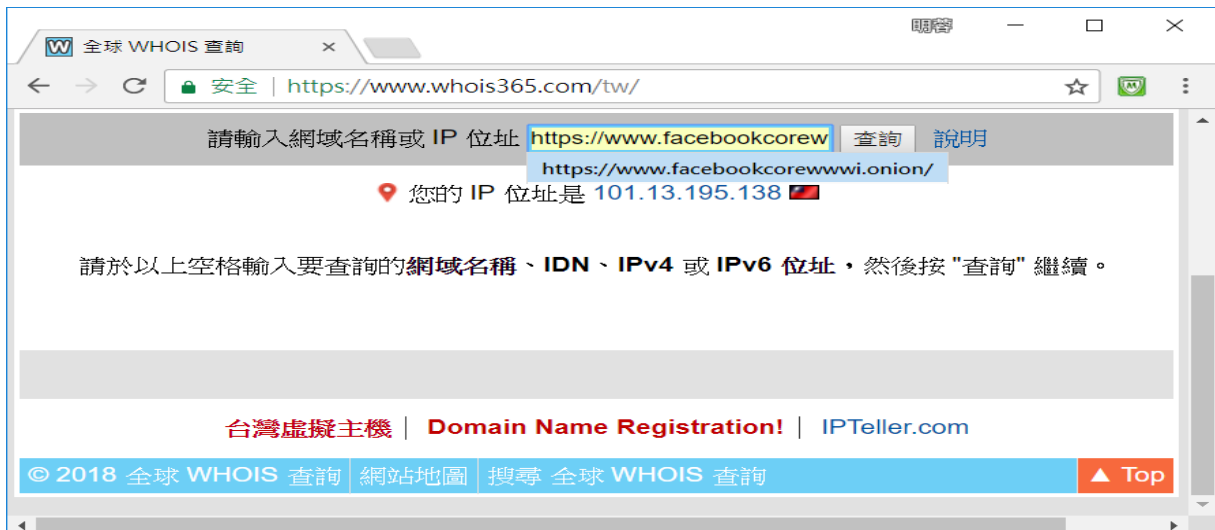 明蓉
全球 WHOIS 查詢
安全 | https://www.whois365.com/tw/
請輸入網域名稱或 IP 位址 https://www.facebookcorew 查詢 說明
https://www.facebookcorewwwi.onion/
您的 IP 位址是 101.13.195.138
請於以上空格輸入要查詢的網域名稱、IDN、IPv4 或 IPv6 位址，然後按 "查詢" 繼續。
台灣虛擬主機 | Domain Name Registration! | IPTeller.com
© 2018 全球 WHOIS 查詢 | 網站地圖 | 搜尋 全球 WHOIS 查詢 ▲ Top